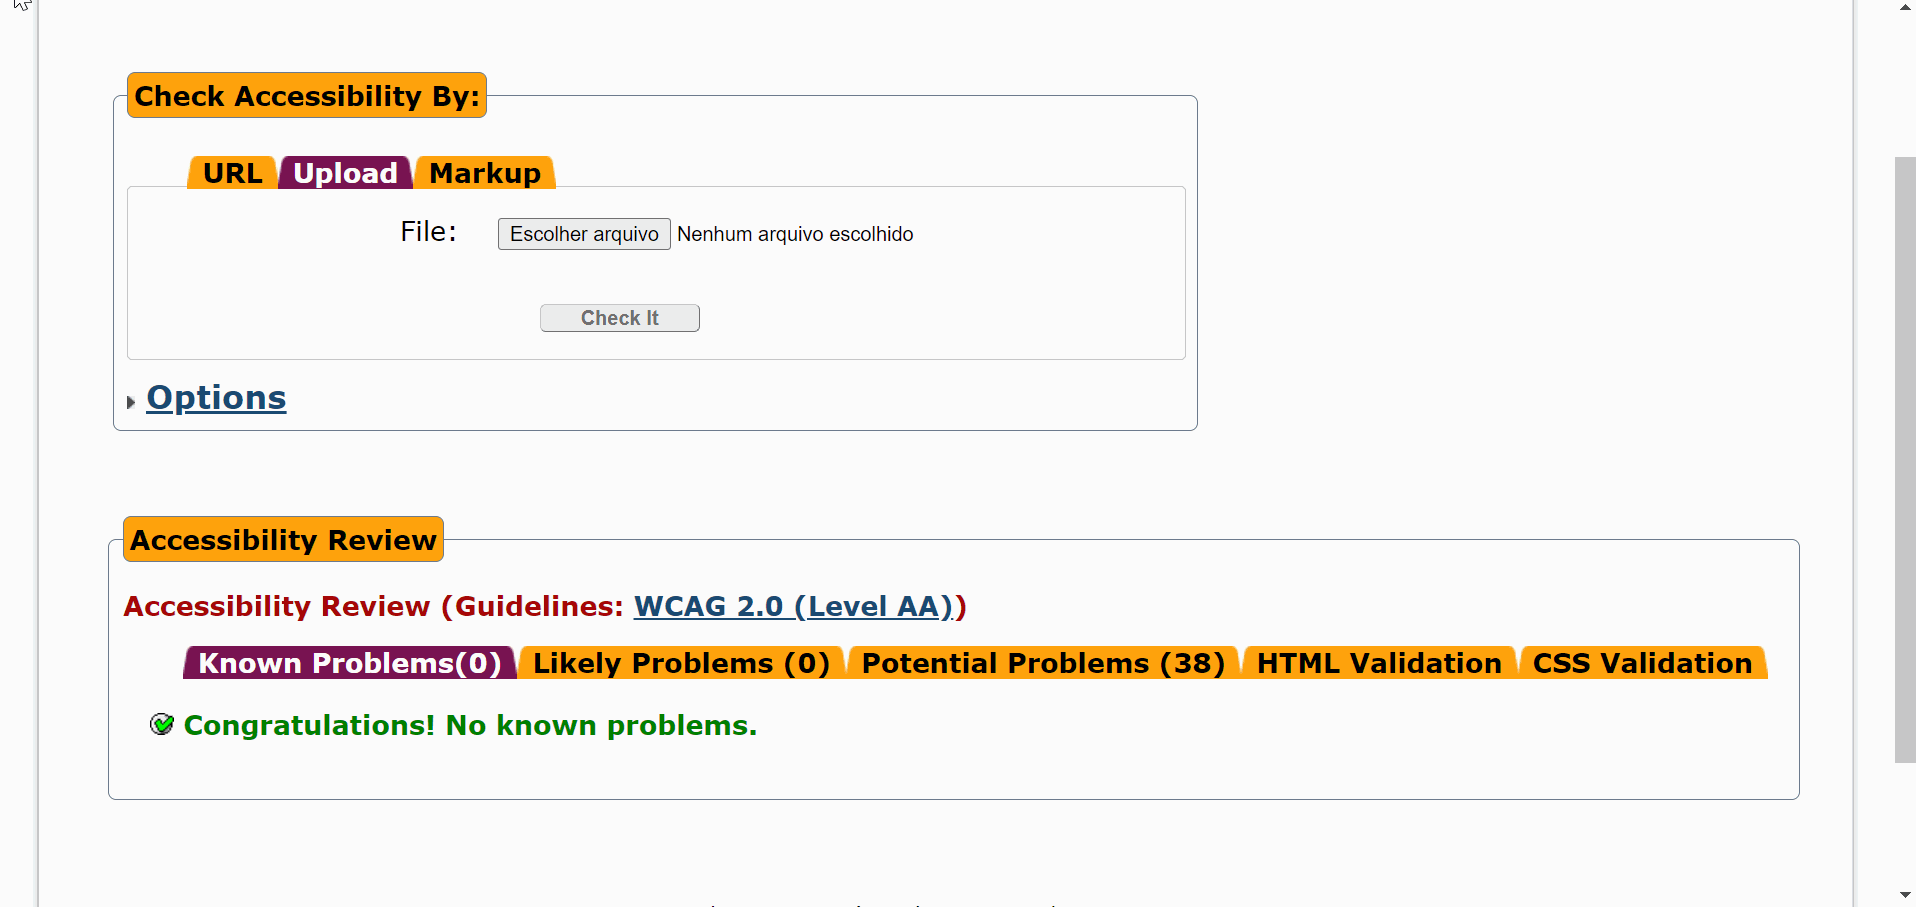 Check Accessibility By:
URL Upload Markup
File: Escolher arquivo Nenhum arquivo escolhido
Check It
Options
Accessibility Review
Accessibility Review (Guidelines: WCAG 2.0 (Level AA))
Known Problems(0) Likely Problems (0) Potential Problems (38) HTML Validation CSS Validation
Congratulations! No known problems.